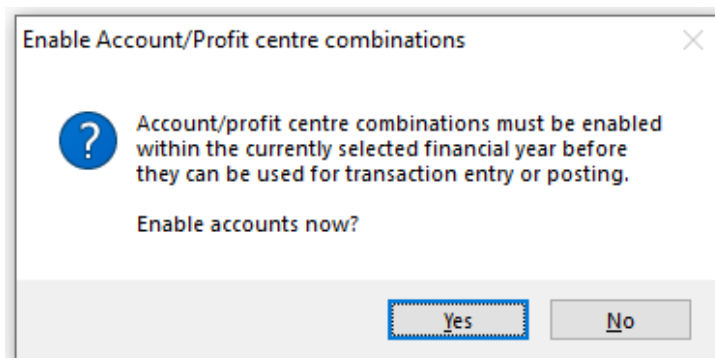 Enable Account/Profit centre combinations
?
Account/profit centre combinations must be enabled
within the currently selected financial year before
they can be used for transaction entry or posting.
Enable accounts now?
Yes
No